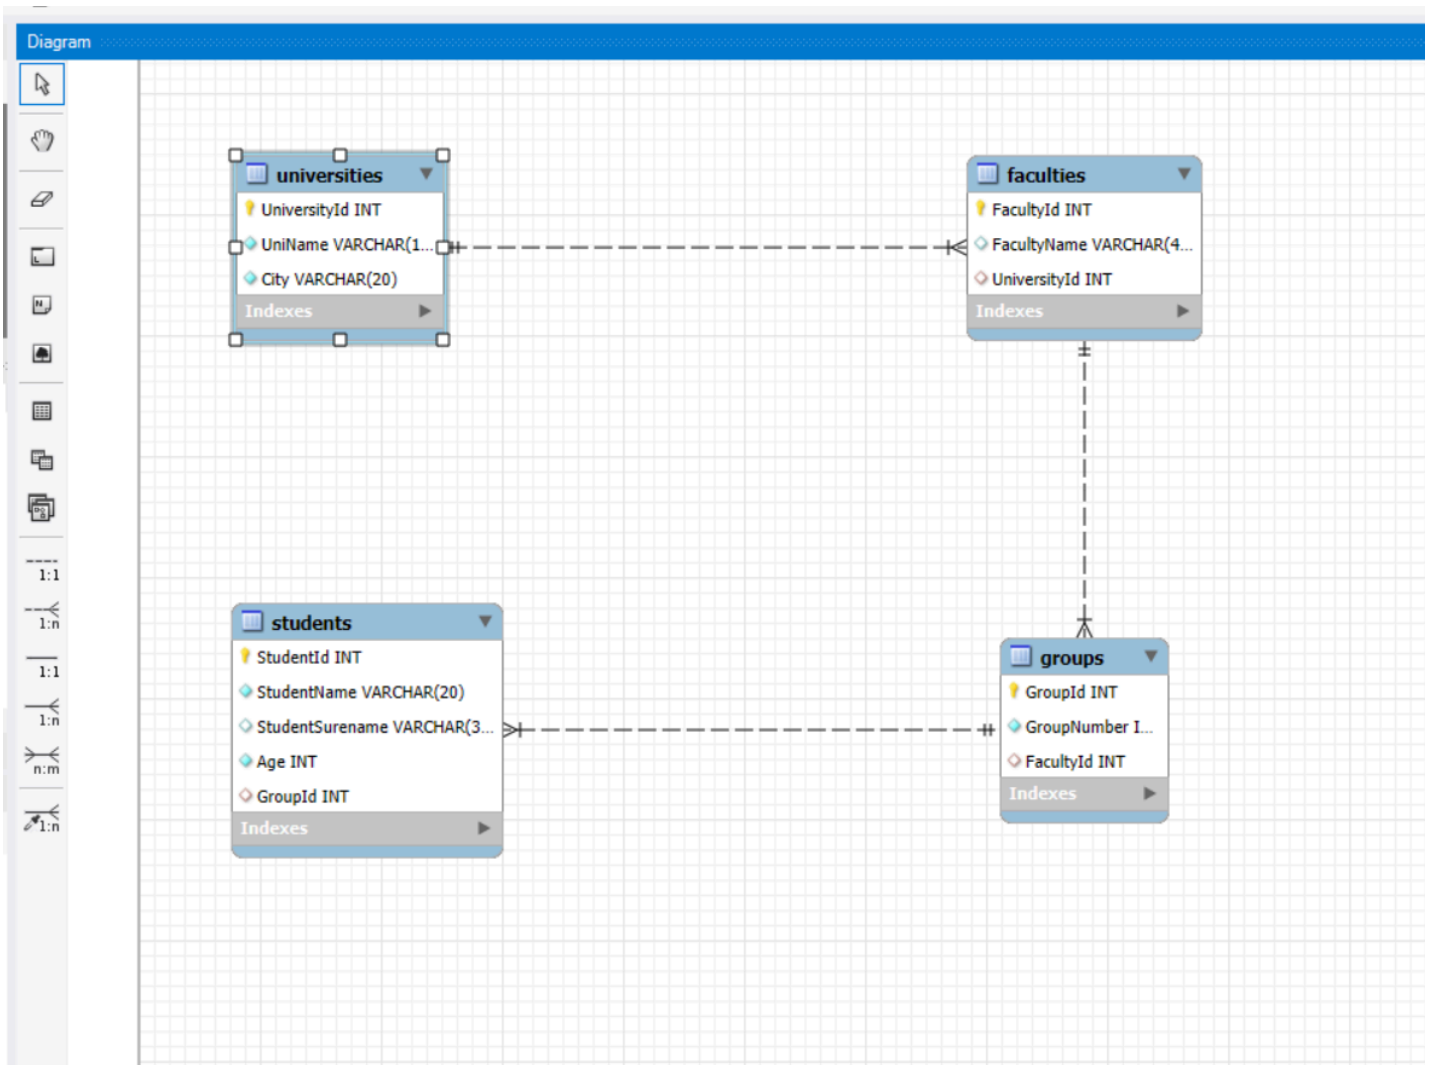 Diagram
universities
UniversityId INT
UniName VARCHAR(1...
City VARCHAR(20)
Indexes
faculties
FacultyId INT
FacultyName VARCHAR(4...
UniversityId INT
Indexes
students
StudentId INT
StudentName VARCHAR(20)
StudentSurename VARCHAR(3...
Age INT
GroupId INT
Indexes
groups
GroupId INT
GroupNumber I...
FacultyId INT
Indexes
1:1
1:n
1:1
1:n
n:m
1:n